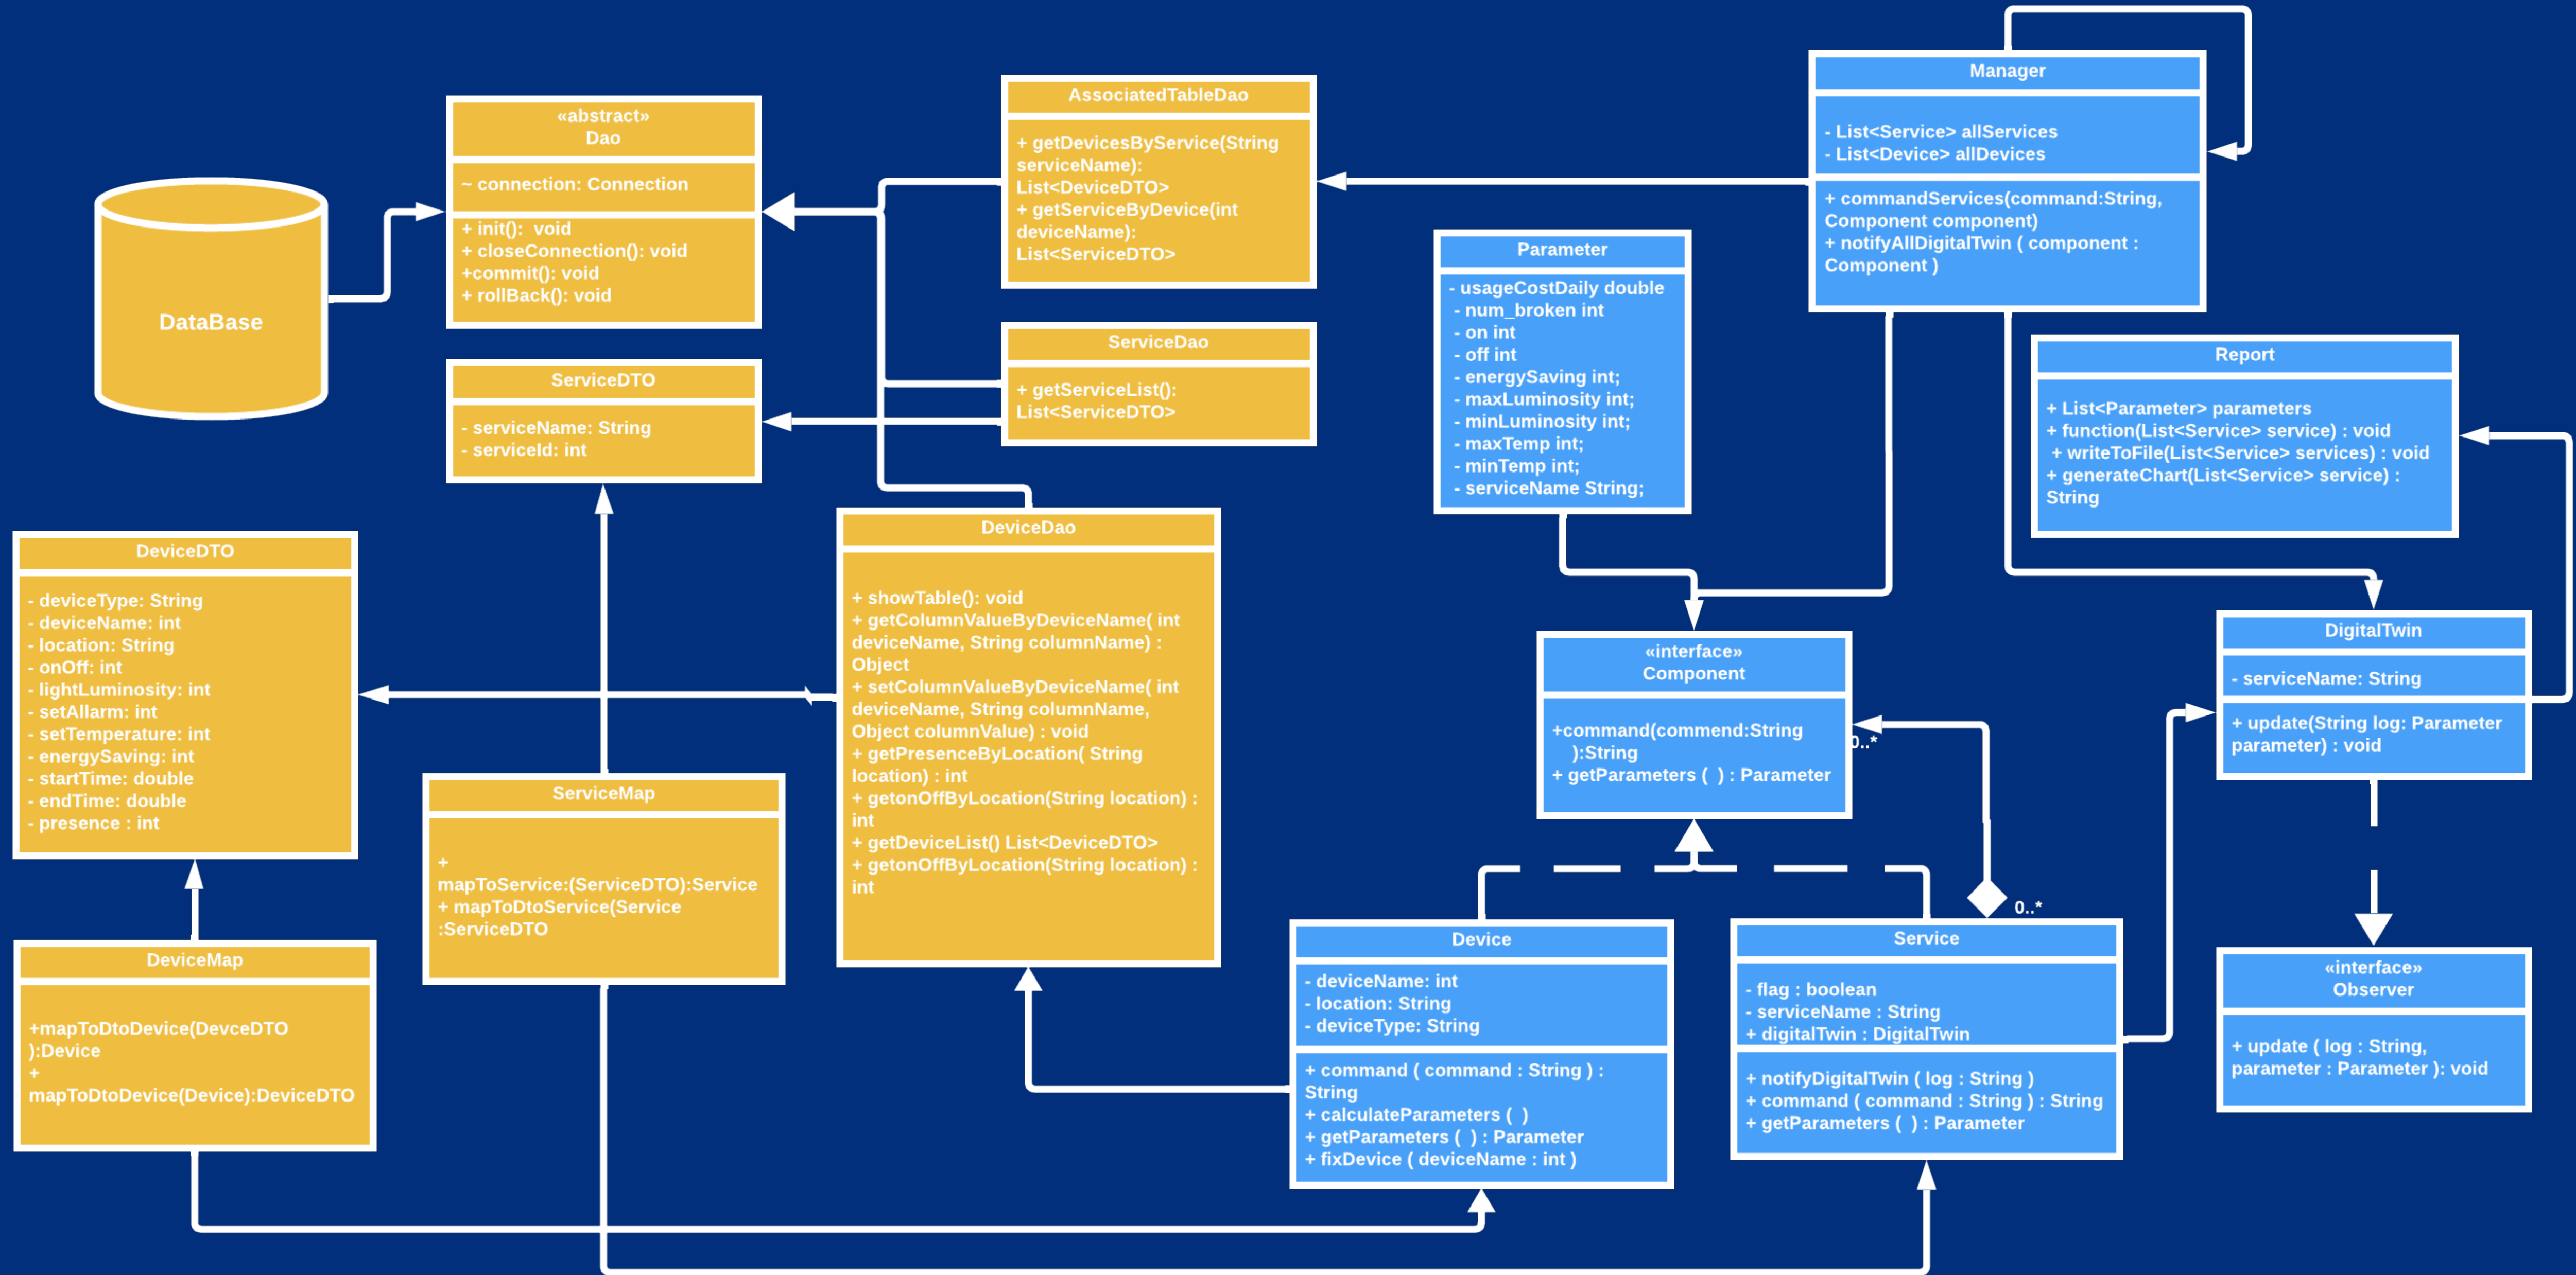 «abstract»
Dao
~ connection: Connection
+ init():  void
+ closeConnection(): void
+commit(): void
+ rollBack(): void
AssociatedTableDao
+ getDevicesByService(String
serviceName):
List<DeviceDTO>
+ getServiceByDevice(int
deviceName):
List<ServiceDTO>
Manager
- List<Service> allServices
- List<Device> allDevices
+ commandServices(command:String,
Component component)
+ notifyAllDigitalTwin ( component :
Component )
DataBase
ServiceDTO
- serviceName: String
- serviceId: int
ServiceDao
+ getServiceList():
List<ServiceDTO>
Parameter
- usageCostDaily double
- num_broken int
- on int
- off int
- energySaving int;
- maxLuminosity int;
- minLuminosity int;
- maxTemp int;
- minTemp int;
- serviceName String;
Report
+ List<Parameter> parameters
+ function(List<Service> service) : void
+ writeToFile(List<Service> services) : void
+ generateChart(List<Service> service) :
String
DeviceDTO
- deviceType: String
- deviceName: int
- location: String
- onOff: int
- lightLuminosity: int
- setAllarm: int
- setTemperature: int
- energySaving: int
- startTime: double
- endTime: double
- presence : int
DeviceDao
+ showTable(): void
+ getColumnValueByDeviceName( int
deviceName, String columnName) :
Object
+ setColumnValueByDeviceName( int
deviceName, String columnName,
Object columnValue) : void
+ getPresenceByLocation( String
location) : int
+ getonOffByLocation(String location) :
int
+ getDeviceList() List<DeviceDTO>
+ getonOffByLocation(String location) :
int
«interface»
Component
+command(commend:String
):String
+ getParameters (  ) : Parameter
0..*
0..*
DigitalTwin
- serviceName: String
+ update(String log: Parameter
parameter) : void
ServiceMap
+
mapToService:(ServiceDTO):Service
+ mapToDtoService(Service
:ServiceDTO
DeviceMap
+mapToDtoDevice(DevceDTO
):Device
+
mapToDtoDevice(Device):DeviceDTO
Device
- deviceName: int
- location: String
- deviceType: String
+ command ( command : String ) :
String
+ calculateParameters (  )
+ getParameters (  ) : Parameter
+ fixDevice ( deviceName : int )
Service
- flag : boolean
- serviceName : String
+ digitalTwin : DigitalTwin
+ notifyDigitalTwin ( log : String )
+ command ( command : String ) : String
+ getParameters (  ) : Parameter
«interface»
Observer
+ update ( log : String,
parameter : Parameter ): void